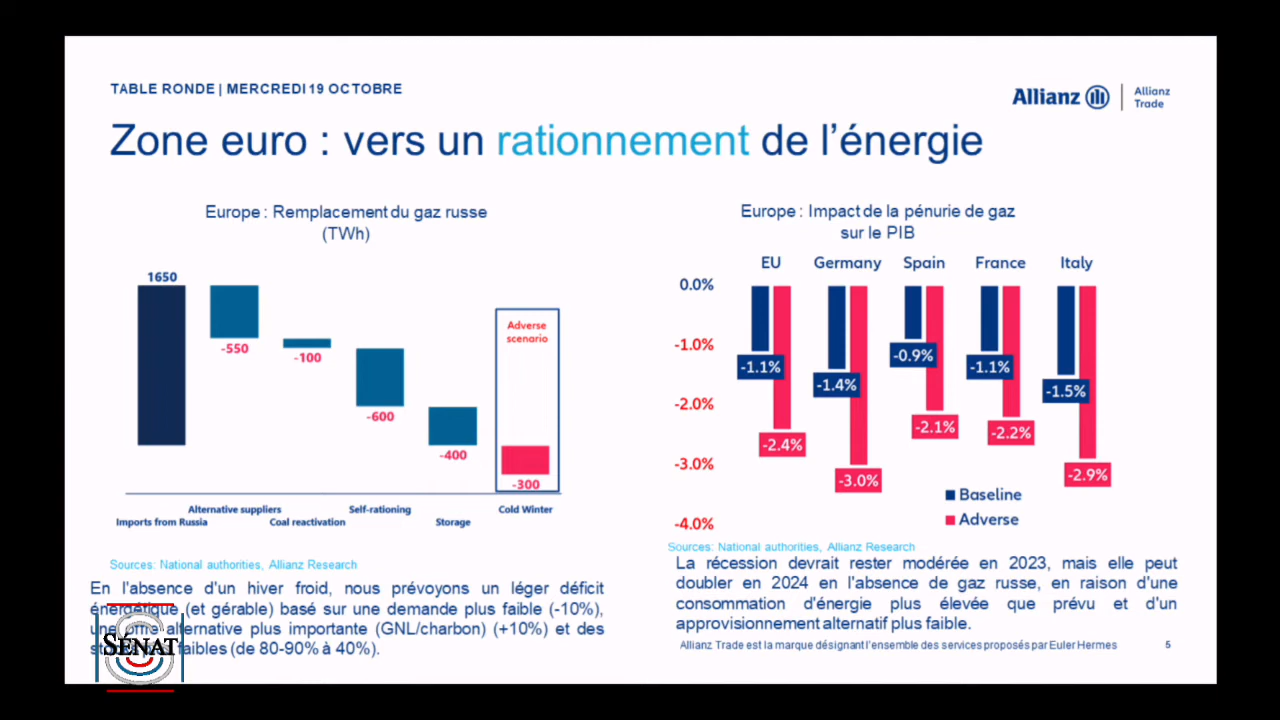 TABLE RONDE | MERCREDI 19 OCTOBRE
Allianz
Allianz
Trade
Zone euro : vers un rationnement de l'énergie
Europe : Remplacement du gaz russe
(TWh)
1650
-550
-100
-600
-400
Adverse
scenario
-300
Alternative suppliers
Self-rationing
Cold Winter
Imports from Russia
Coal reactivation
Storage
Sources: National authorities, Allianz Research
En l'absence d'un hiver froid, nous prévoyons un léger déficit
énergétique (et gérable) basé sur une demande plus faible (-10%),
une offre alternative plus importante (GNL/charbon) (+10%) et des
faibles (de 80-90% à 40%).
SÉNAT
Europe : Impact de la pénurie de gaz
sur le PIB
EU Germany Spain France Italy
0.0%
-1.0%
-2.0%
-3.0%
-4.0%
-1.1%
-2.4%
-1.4%
-3.0%
-0.9%
-2.1%
-1.1%
-2.2%
-1.5%
-2.9%
Baseline
Adverse
Sources: National authorities, Allianz Research
La récession devrait rester modérée en 2023, mais elle peut
doubler en 2024 en l'absence de gaz russe, en raison d'une
consommation d'énergie plus élevée que prévu et d'un
approvisionnement alternatif plus faible.
Allianz Trade est la marque désignant l'ensemble des services proposés par Euler Hermes
5